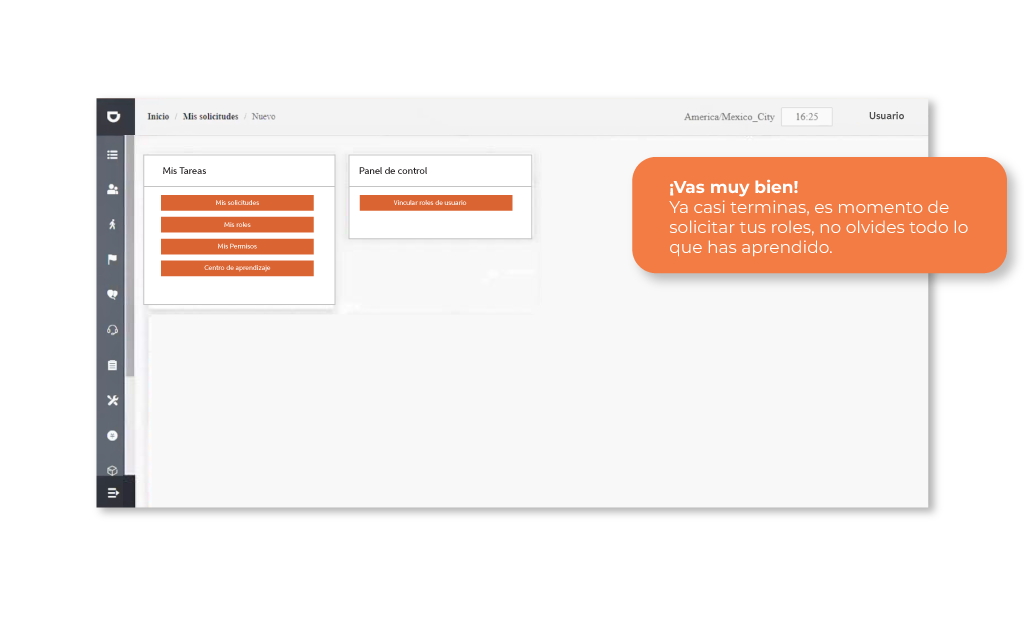 Inicio / Mis solicitudes / Nuevo
America/Mexico_City 16:25 Usuario
Mis Tareas
Mis solicitudes
Mis roles
Mis Permisos
Centro de aprendizaje
Panel de control
Vincular roles de usuario
¡Vas muy bien!
Ya casi terminas, es momento de
solicitar tus roles, no olvides todo lo
que has aprendido.